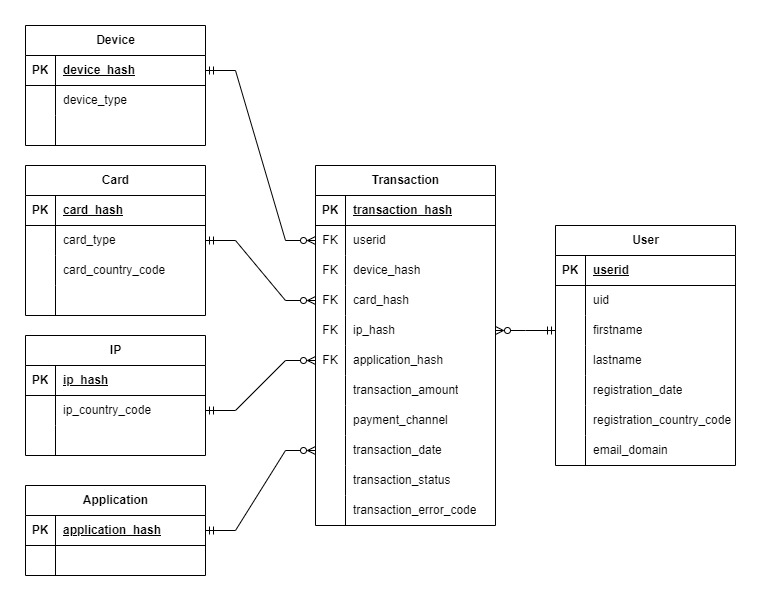 Device
PK device_hash
device_type
Card
PK card_hash
card_type
card_country_code
IP
PK ip_hash
ip_country_code
Application
PK application_hash
Transaction
PK transaction_hash
FK userid
FK device_hash
FK card_hash
FK ip_hash
FK application_hash
transaction_amount
payment_channel
transaction_date
transaction_status
transaction_error_code
User
PK userid
uid
firstname
lastname
registration_date
registration_country_code
email_domain